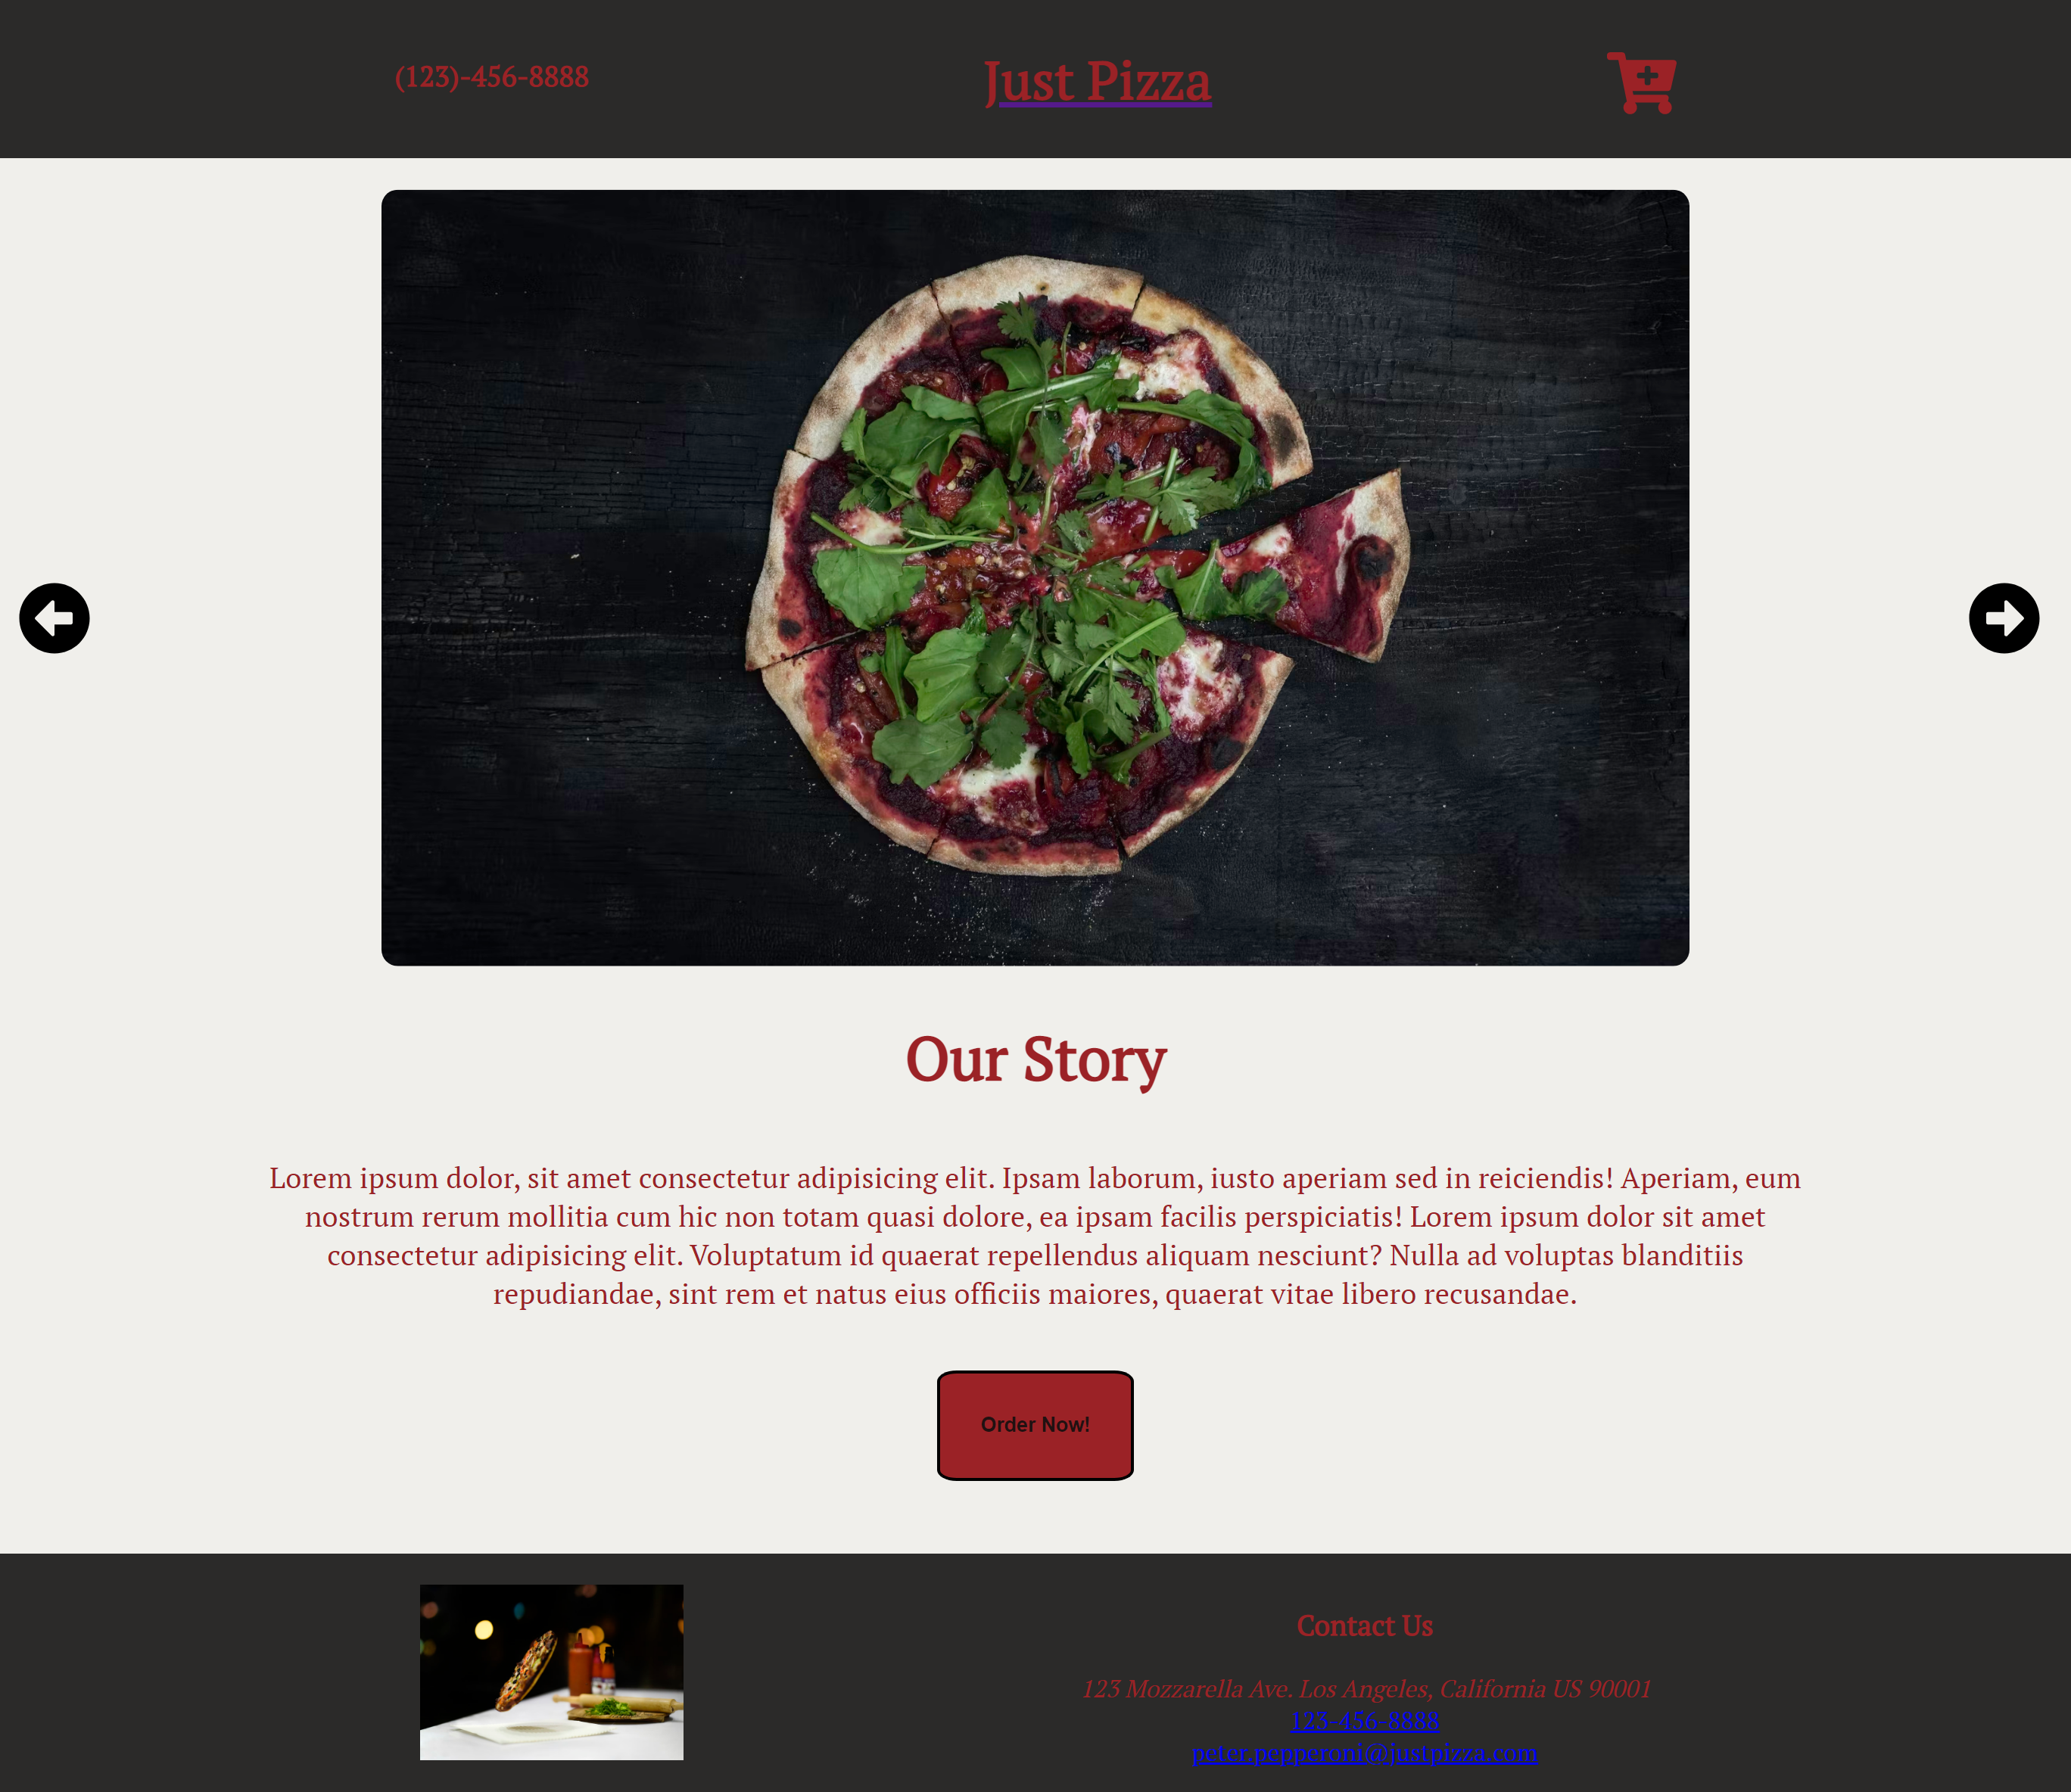 (123)-456-8888
Just Pizza
Our Story
Lorem ipsum dolor, sit amet consectetur adipisicing elit. Ipsam laborum, iusto aperiam sed in reiciendis! Aperiam, eum
nostrum rerum mollitia cum hic non totam quasi dolore, ea ipsam facilis perspiciatis! Lorem ipsum dolor sit amet
consectetur adipisicing elit. Voluptatum id quaerat repellendus aliquam nesciunt? Nulla ad voluptas blanditiis
repudiandae, sint rem et natus eius officiis maiores, quaerat vitae libero recusandae.
Order Now!
Contact Us
123 Mozzarella Ave. Los Angeles, California US 90001
123-456-8888
peter.pepperoni@justpizza.com